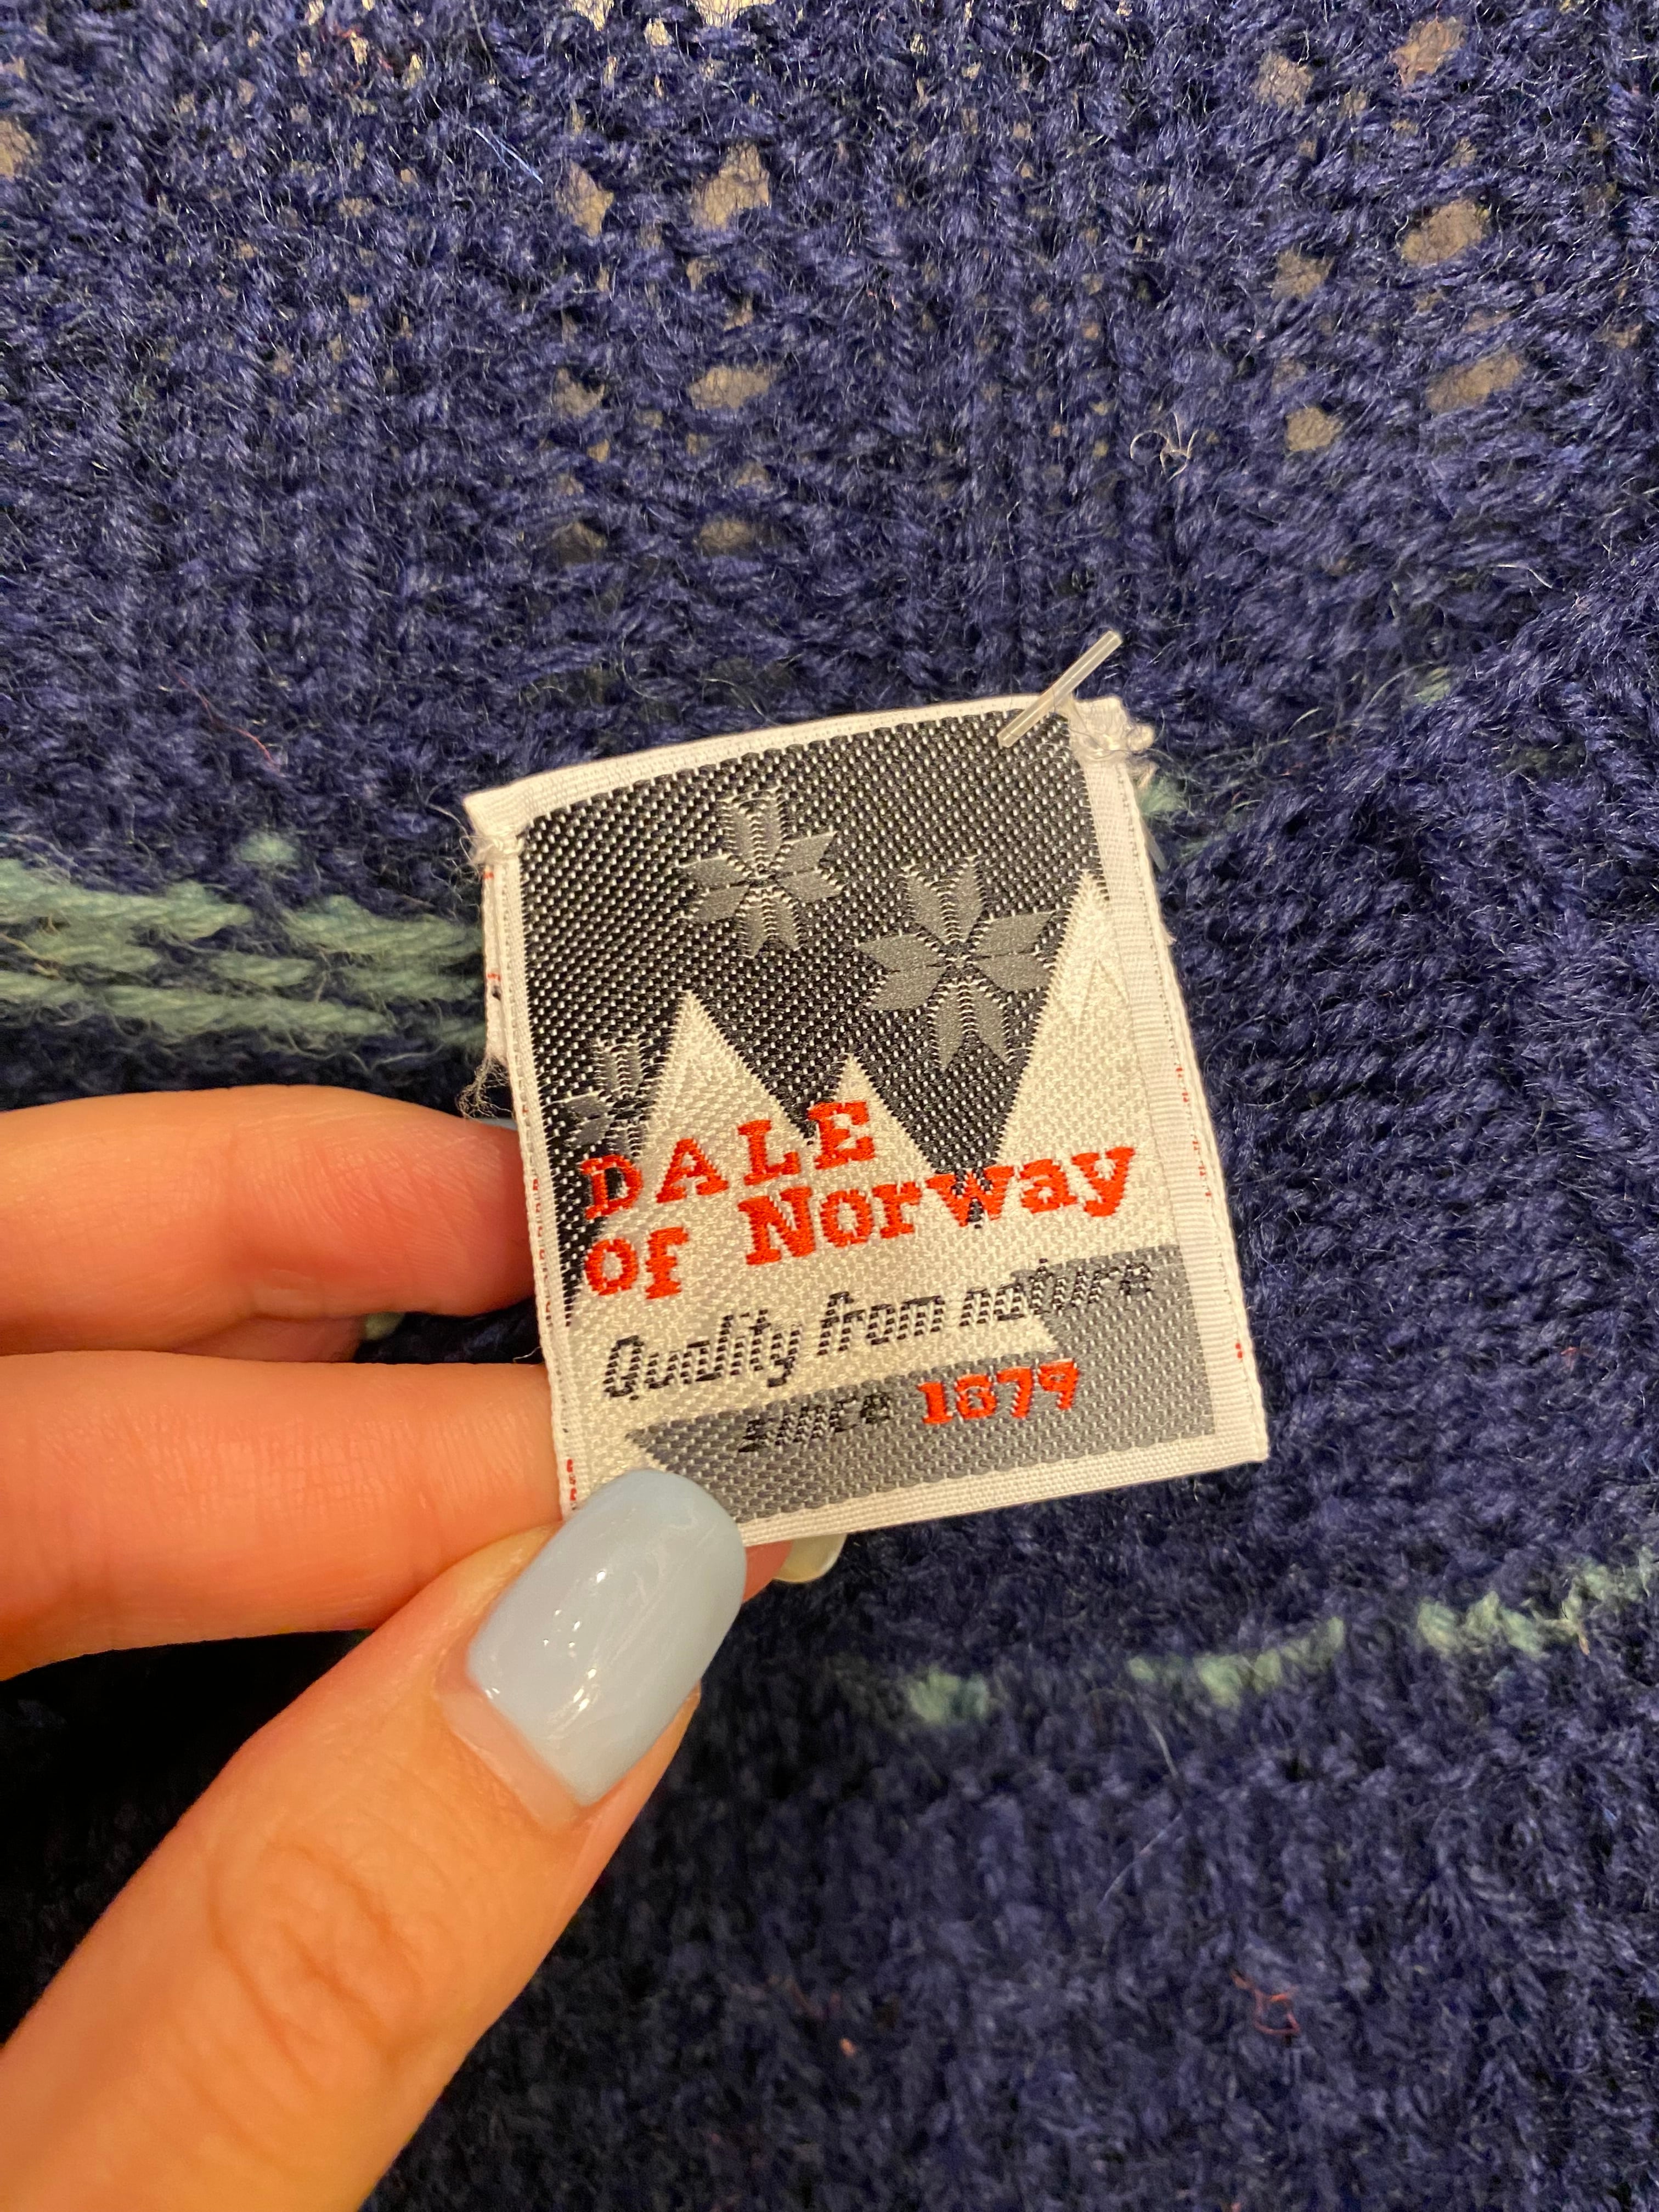 DALE
of Norway
Quality from nature
since 1879